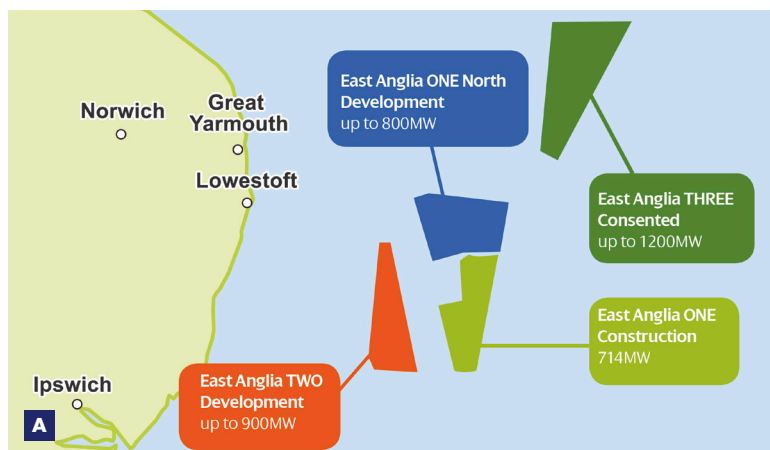 East Anglia ONE North
Development
up to 800MW
Norwich
Great
Yarmouth
Lowestoft
East Anglia THREE
Consented
up to 1200MW
East Anglia ONE
Construction
714MW
Ipswich
East Anglia TWO
Development
up to 900MW
A